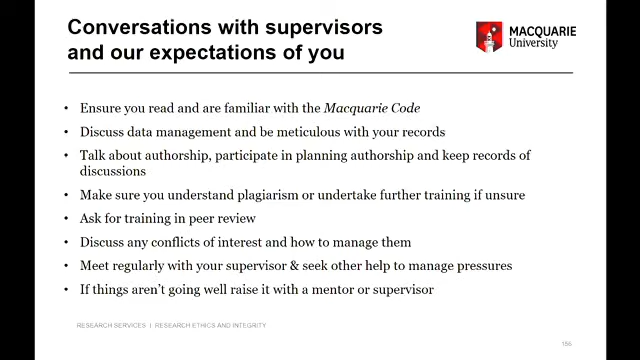 Conversations with supervisors
and our expectations of you
MACQUARIE
University
• Ensure you read and are familiar with the Macquarie Code
• Discuss data management and be meticulous with your records
• Talk about authorship, participate in planning authorship and keep records of
discussions
• Make sure you understand plagiarism or undertake further training if unsure
• Ask for training in peer review
• Discuss any conflicts of interest and how to manage them
• Meet regularly with your supervisor & seek other help to manage pressures
• If things aren't going well raise it with a mentor or supervisor
RESEARCH SERVICES | RESEARCH ETHICS AND INTEGRITY